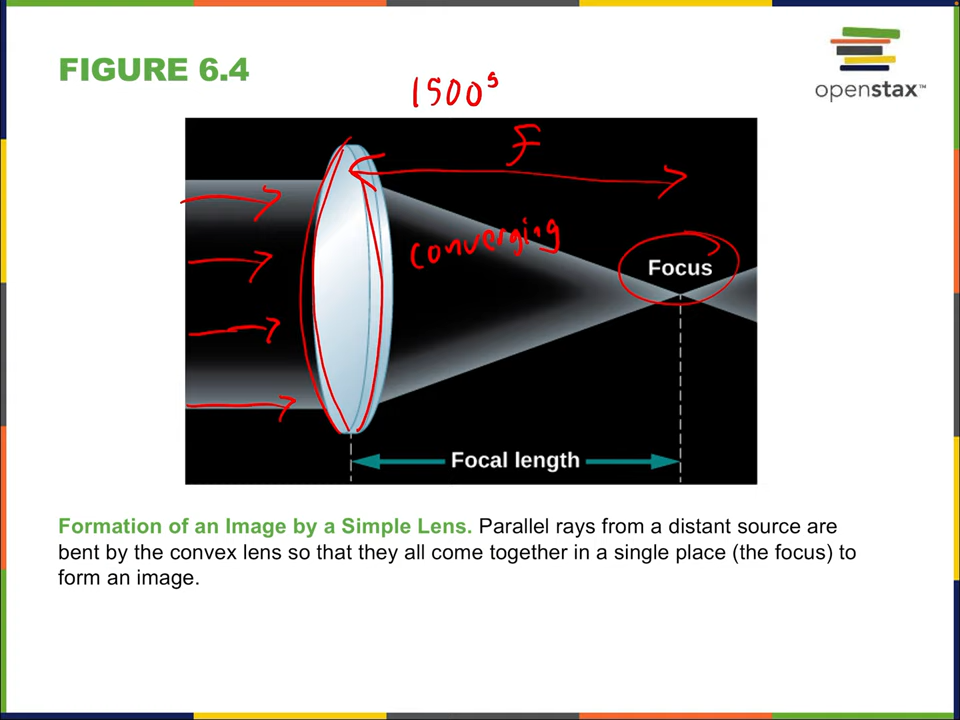 FIGURE 6.4
openstax™
1500s
F
converging
Focus
Focal length
Formation of an Image by a Simple Lens. Parallel rays from a distant source are
bent by the convex lens so that they all come together in a single place (the focus) to
form an image.